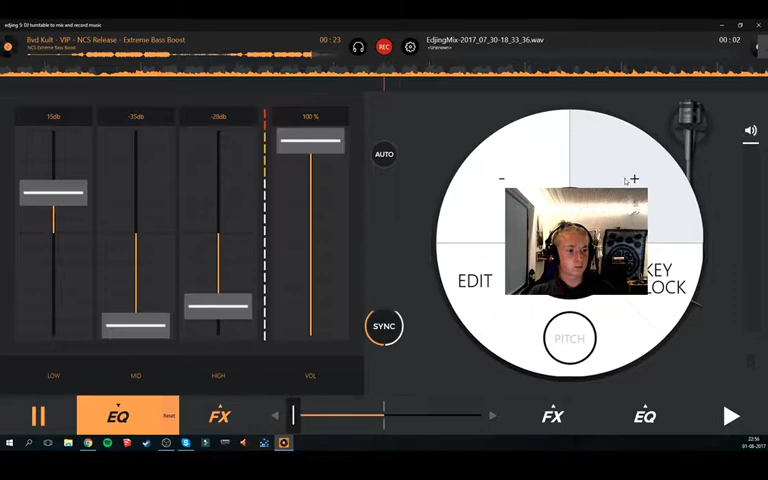 edjing 5: DJ turntable to mix and record music
Bvd Kult - VIP - NCS Release - Extreme Bass Boost
NCS Extreme Bass Boost
00 : 23
REC
EdjingMix-2017_07_30-18_33_36.wav
<Unknown>
00 : 02
15db
-35db
-28db
100 %
AUTO
- +
EDIT
KEY
LOCK
SYNC
PITCH
LOW
MID
HIGH
VOL
EQ
Reset
FX
FX
EQ
22:56
01-08-2017